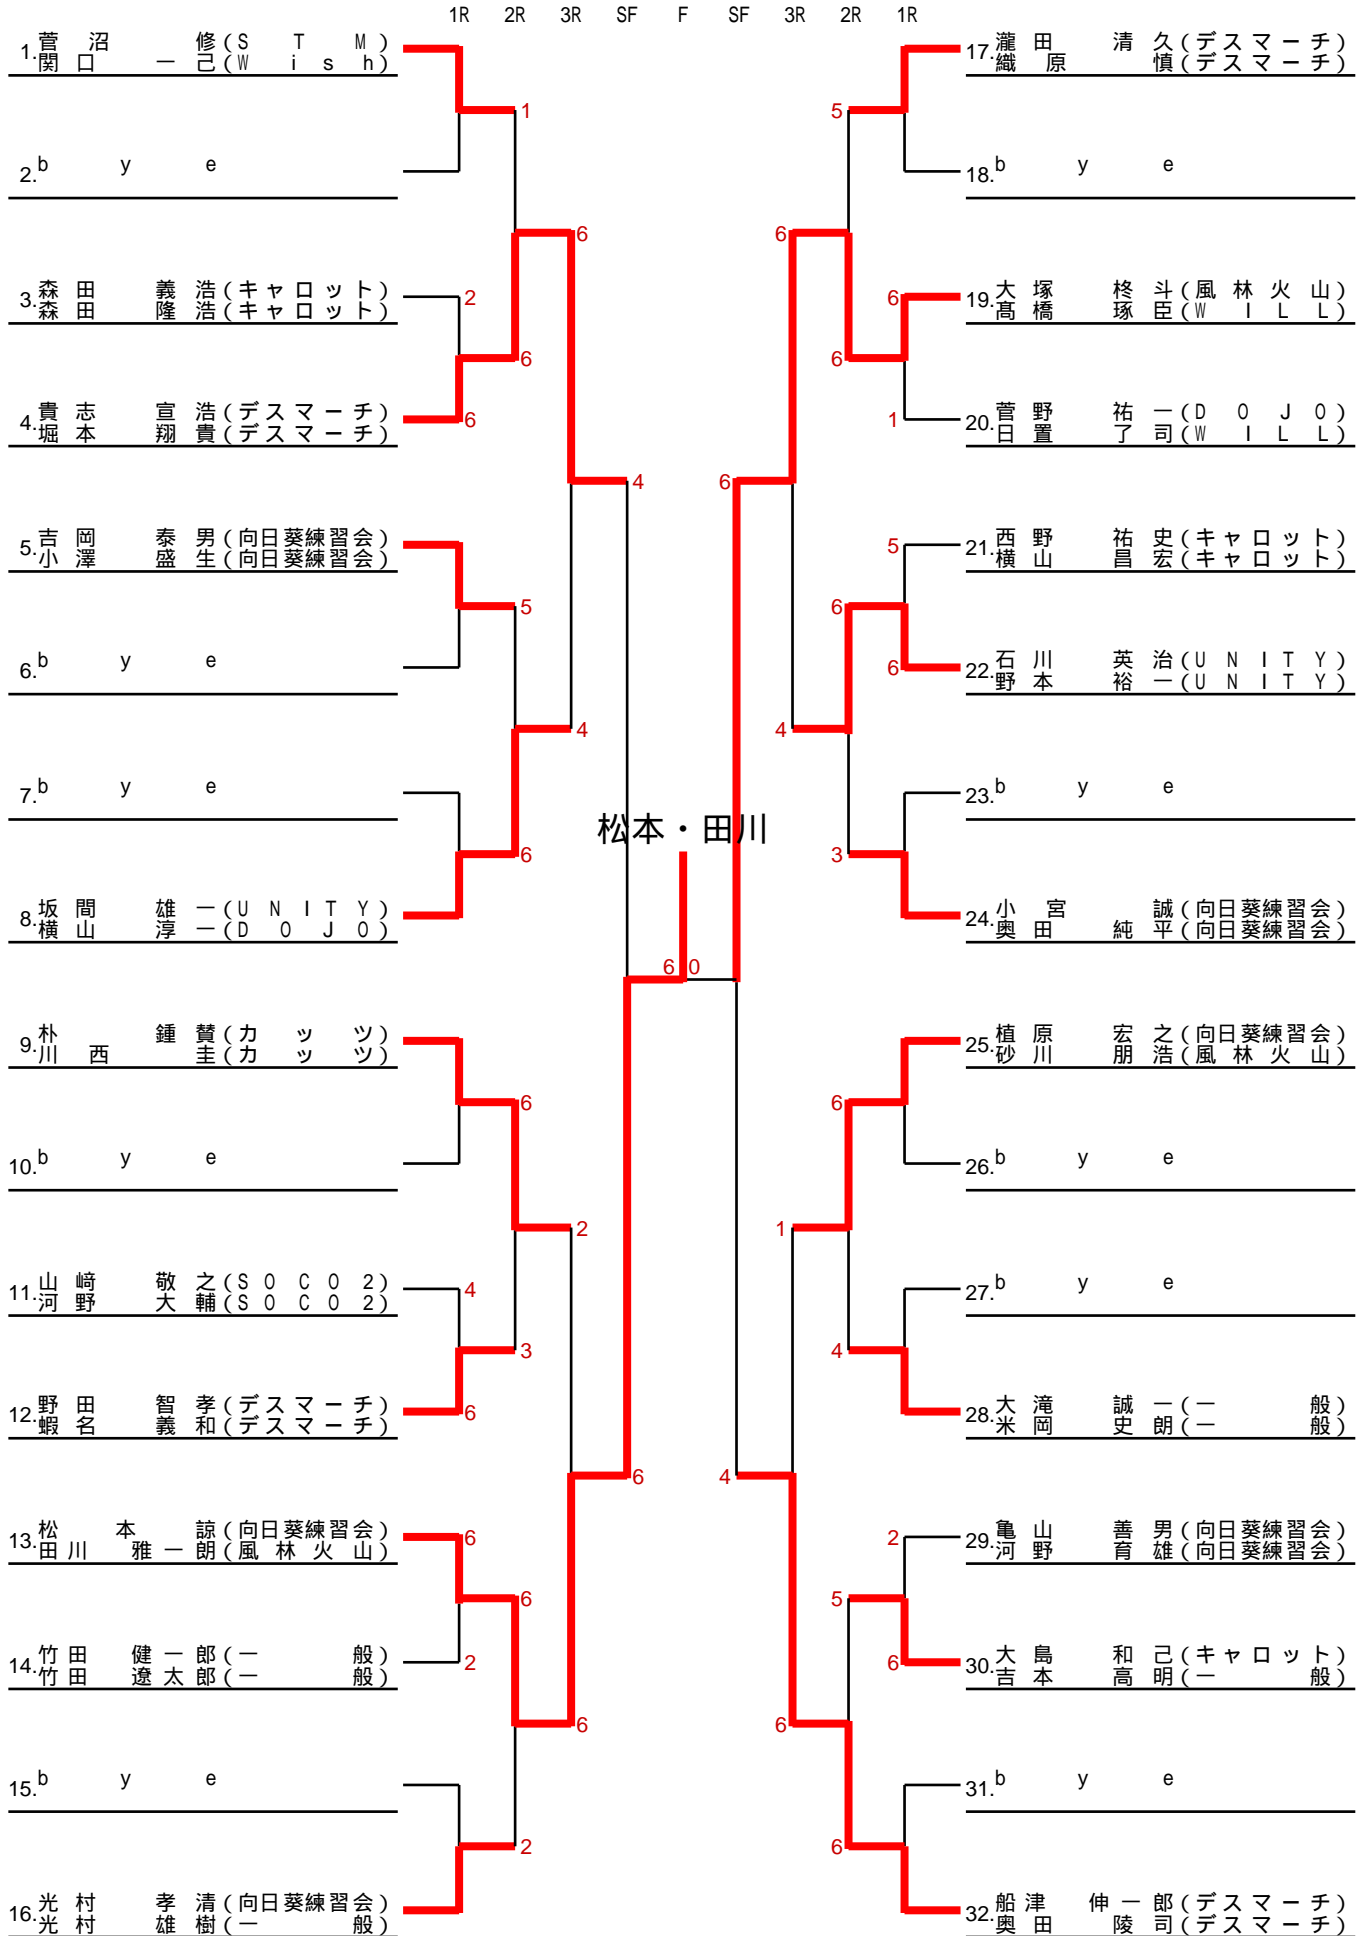 1R 2R 3R SF F SF 3R 2R 1R
1. 菅沼 修(STM)
関口 一己(Wish)
2. bye
3. 森田 義浩(キャロット)
森田 隆浩(キャロット)
4. 貴志 宣浩(デスマーチ)
堀本 翔貴(デスマーチ)
5. 吉岡 泰男(向日葵練習会)
小澤 盛生(向日葵練習会)
6. bye
7. bye
8. 坂間 雄一(UNITY)
横山 淳一(DOJO)
9. 朴 鍾賛(カッツ)
川西 圭(カッツ)
10. bye
11. 山﨑 敬之(SOCO2)
河野 大輔(SOCO2)
12. 野田 智孝(デスマーチ)
蝦名 義和(デスマーチ)
13. 松本 諒(向日葵練習会)
田川 雅一朗(風林火山)
14. 竹田 健一郎(一般)
竹田 遼太郎(一般)
15. bye
16. 光村 孝清(向日葵練習会)
光村 雄樹(一般)
1
6
2
6
6
4
5
4
6
6
2
4
3
6
6
6
6
2
6
2
松本・田川
6 0
5
6
6
6
1
6
5
6
6
4
3
6
1
4
4
2
5
6
6
6
17. 瀧田 清久(デスマーチ)
織原 慎(デスマーチ)
18. bye
19. 大塚 柊斗(風林火山)
髙橋 琢臣(WILL)
20. 菅野 祐一(DOJO)
日置 了司(WILL)
21. 西野 祐史(キャロット)
横山 昌宏(キャロット)
22. 石川 英治(UNITY)
野本 裕一(UNITY)
23. bye
24. 小宮 誠(向日葵練習会)
奥田 純平(向日葵練習会)
25. 植原 宏之(向日葵練習会)
砂川 朋浩(風林火山)
26. bye
27. bye
28. 大滝 誠一(一般)
米岡 史朗(一般)
29. 亀山 善男(向日葵練習会)
河野 育雄(向日葵練習会)
30. 大島 和己(キャロット)
吉本 高明(一般)
31. bye
32. 船津 伸一郎(デスマーチ)
奥田 陵司(デスマーチ)